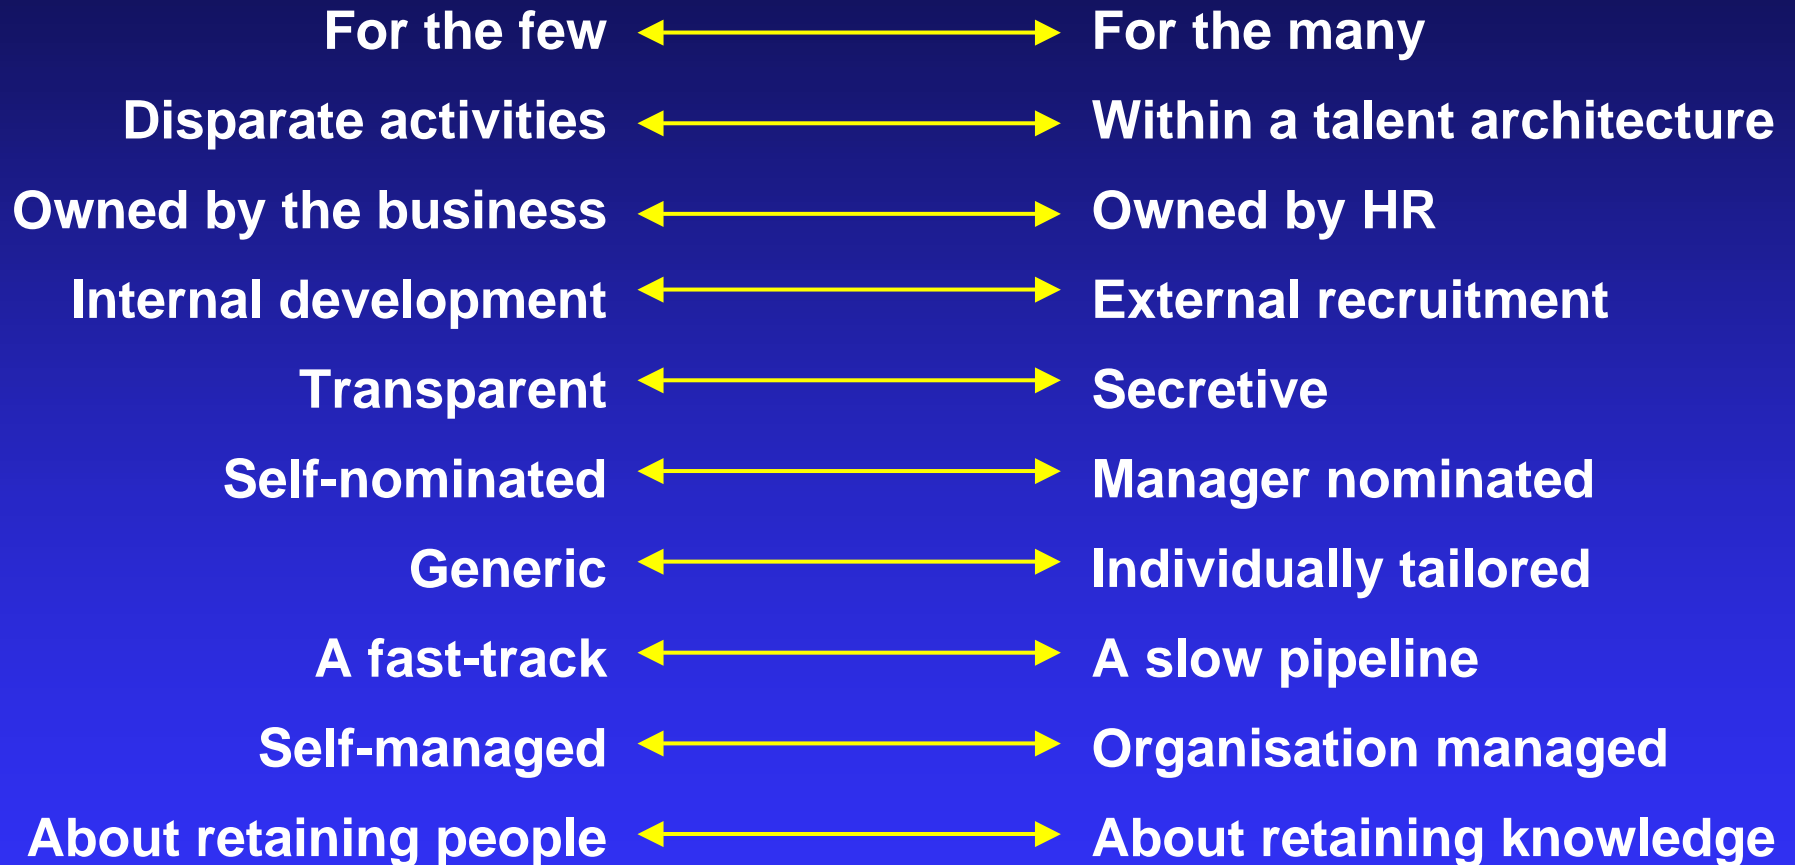 For the few For the many
Disparate activities Within a talent architecture
Owned by the business Owned by HR
Internal development External recruitment
Transparent Secretive
Self-nominated Manager nominated
Generic Individually tailored
A fast-track A slow pipeline
Self-managed Organisation managed
About retaining people About retaining knowledge